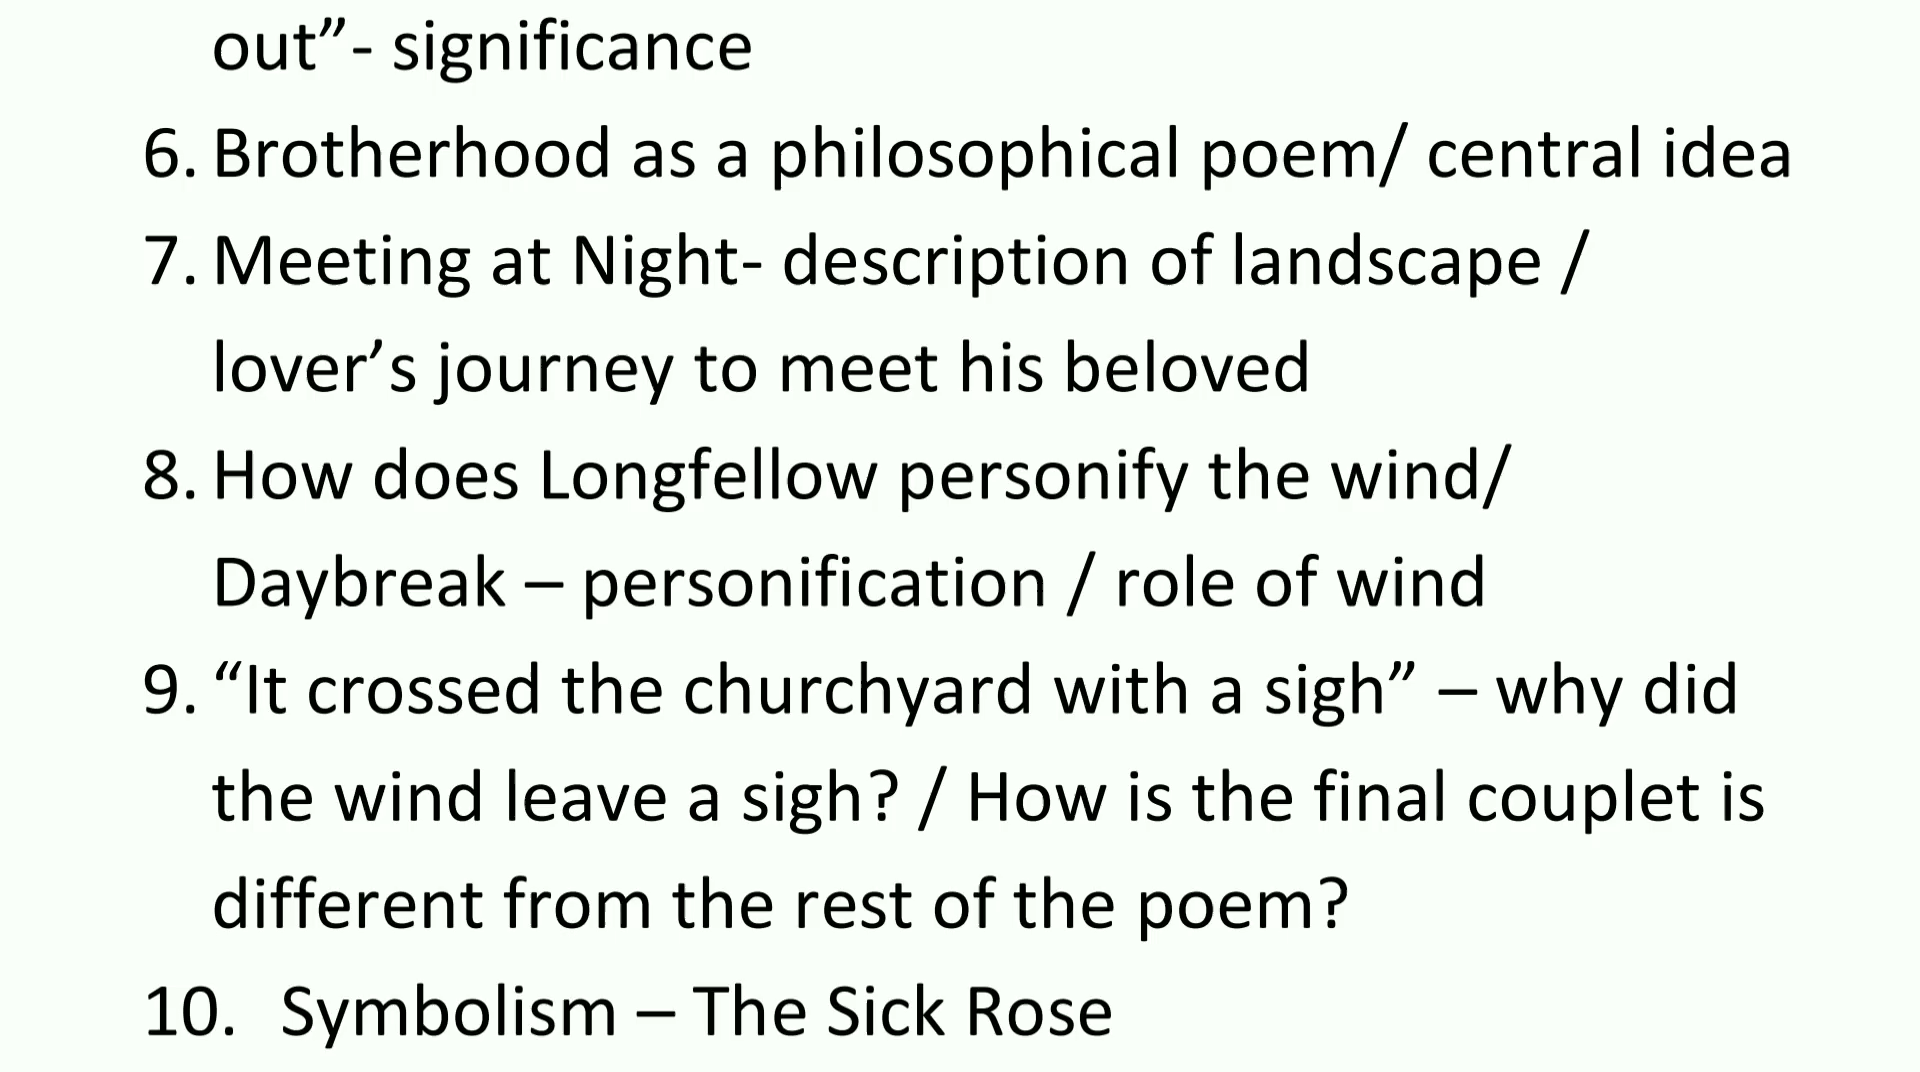 out”- significance
6. Brotherhood as a philosophical poem/ central idea
7. Meeting at Night- description of landscape /
lover’s journey to meet his beloved
8. How does Longfellow personify the wind/
Daybreak – personification / role of wind
9. “It crossed the churchyard with a sigh” – why did
the wind leave a sigh? / How is the final couplet is
different from the rest of the poem?
10. Symbolism – The Sick Rose